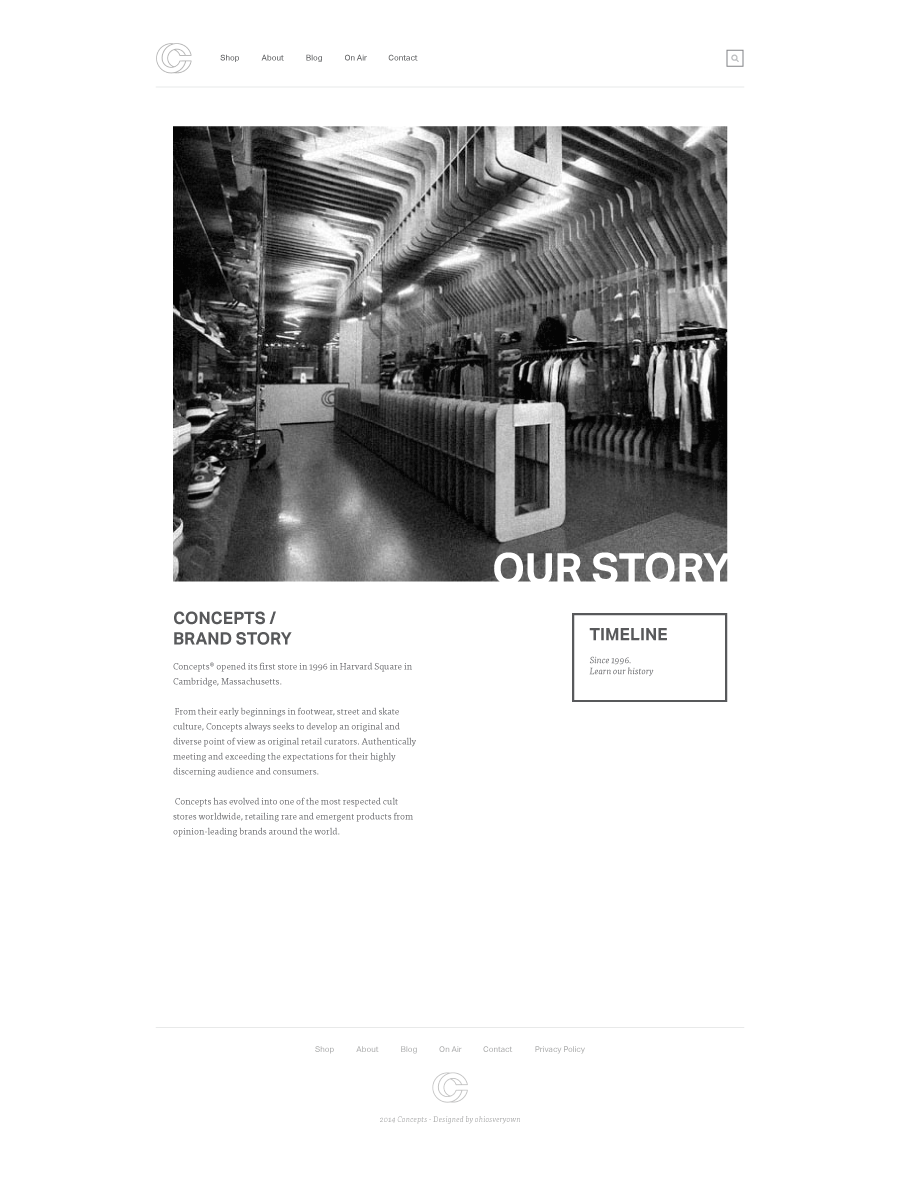 Shop About Blog On Air Contact
OUR STORY
CONCEPTS /
BRAND STORY
Concepts® opened its first store in 1996 in Harvard Square in
Cambridge, Massachusetts.
From their early beginnings in footwear, street and skate
culture, Concepts always seeks to develop an original and
diverse point of view as original retail curators. Authentically
meeting and exceeding the expectations for their highly
discerning audience and consumers.
Concepts has evolved into one of the most respected cult
stores worldwide, retailing rare and emergent products from
opinion-leading brands around the world.
TIMELINE
Since 1996.
Learn our history
Shop About Blog On Air Contact Privacy Policy
2014 Concepts - Designed by ohiosveryown